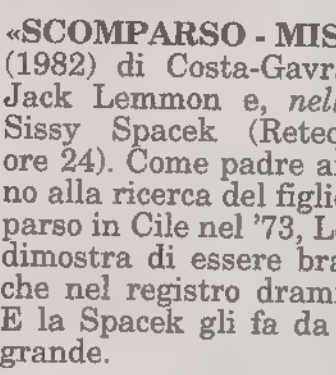 «SCOMPARSO - MIS
(1982) di Costa-Gavr
Jack Lemmon e, nel
Sissy Spacek (Retec
ore 24). Come padre a
no alla ricerca del figli
parso in Cile nel '73, L
dimostra di essere bra
che nel registro dram
E la Spacek gli fa da
grande.